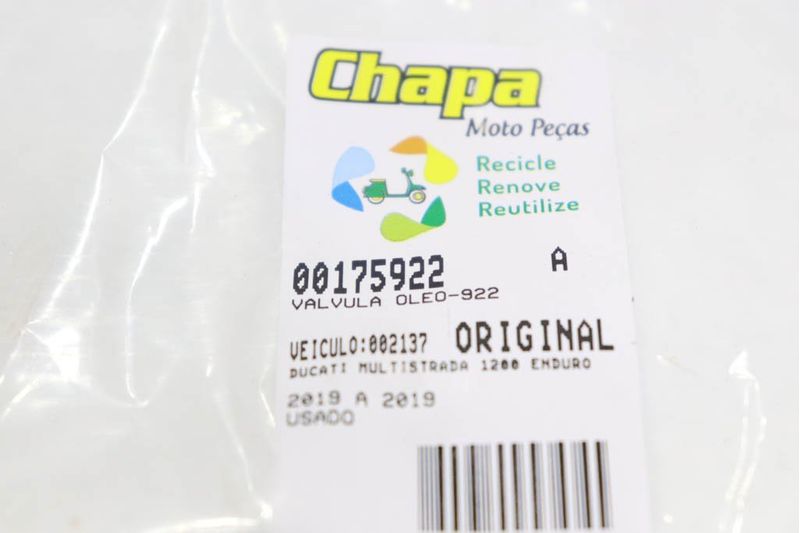 Chapa
Moto Peças
Recicle
Renove
Reutilize
00175922 A
VALVULA OLEO-922
VEICULO:002137 ORIGINAL
DUCATI MULTISTRADA 1200 ENDURO
2019 A 2019
USADO